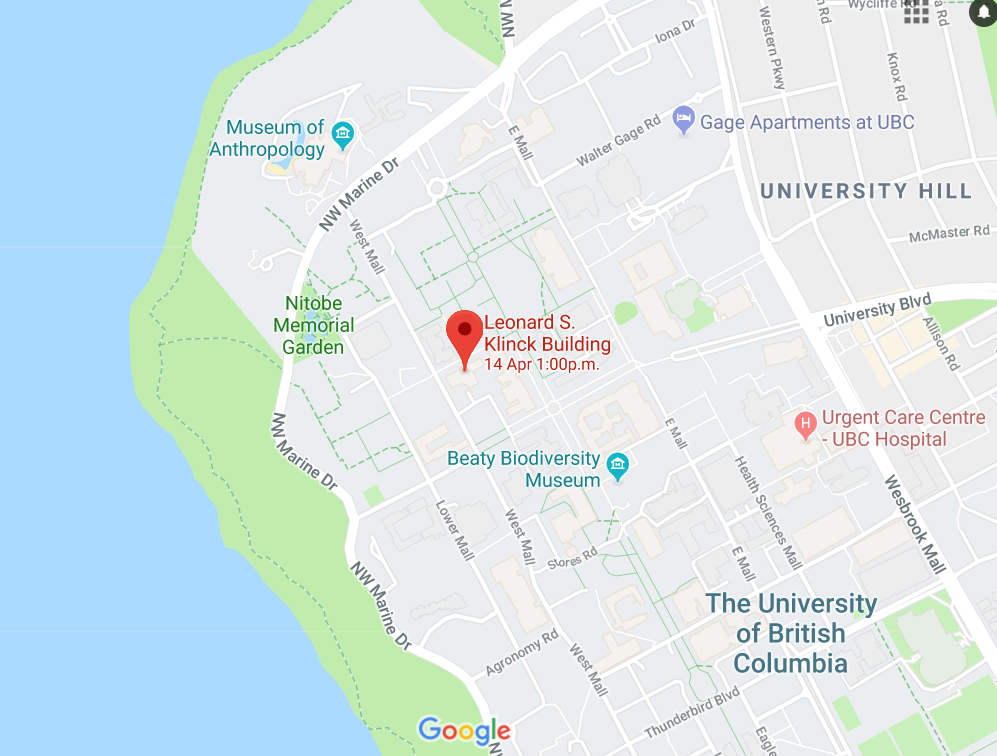 NW M
Wycliffe Rd
Rd
a Rd
Iona Dr
Western Pkwy
Knox Rd
Museum of
Anthropology
E Mall
Walter Gage Rd
Gage Apartments at UBC
NW Marine Dr
UNIVERSITY HILL
West Mall
McMaster Rd
Nitobe
Memorial
Garden
University Blvd
Allison Rd
Leonard S.
Klinck Building
14 Apr 1:00p.m.
NW Marine Dr
E Mall
Urgent Care Centre
- UBC Hospital
Beaty Biodiversity
Museum
Health Sciences Mall
Wesbrook Mall
Lower Mall
West Mall
Stores Rd
E Mall
NW Marine Dr
The University
of British
Columbia
Agronomy Rd
West Mall
Thunderbird Blvd
Google
Eagle